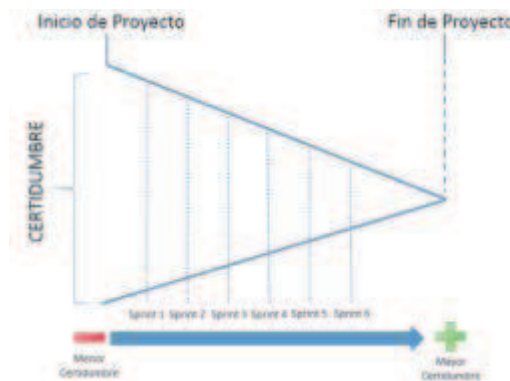 Inicio de Proyecto
Fin de Proyecto
CERTIDUMBRE
Sprint 1 Sprint 2 Sprint 3 Sprint 4 Sprint 5 Sprint 6
Menor
Certidumbre
Mayor
Certidumbre